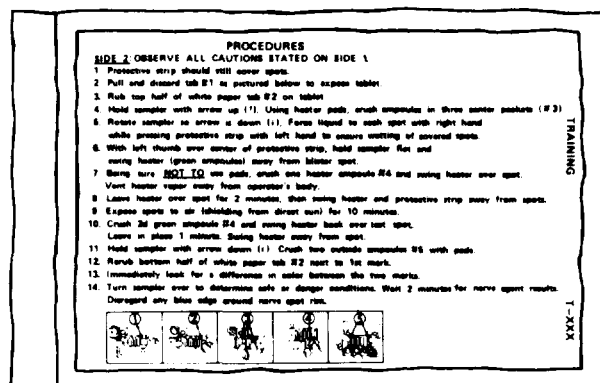 PROCEDURES
SIDE 2: OBSERVE ALL CAUTIONS STATED ON SIDE 1.
1 Protective strip should still cover spots.
2 Pull and discard tab #1 as pictured below to expose tablet.
3. Rub top half of white paper tab #2 on tablet
4. Hold sampler with arrow up (↑). Using heater pads, crush ampoules in three center pockets (#3)
5. Rotate sampler so arrow is down (↓). Force liquid to each spot with right hand
while pressing protective strip with left hand to ensure wetting of covered spots.
6. With left thumb over center of protective strip, hold sampler flat and
swing heater (green ampoules) away from blister spot.
7 Being sure NOT TO use pads, crush one heater ampoule #4 and swing heater over spot.
Vent heater vapor away from operator's body.
8 Leave heater over spot for 2 minutes, then swing heater and protective strip away from spots.
9 Expose spots to air (shielding from direct sun) for 10 minutes.
10. Crush 2d green ampoule #4 and swing heater back over test spot.
Leave in place 1 minute. Swing heater away from spot.
11 Hold sampler with arrow down (↓) Crush two outside ampoules #5 with pads.
12. Rerub bottom half of white paper tab #2 next to 1st mark.
13. Immediately look for a difference in color between the two marks.
14. Turn sampler over to determine safe or danger conditions. Wait 2 minutes for nerve agent results.
Disregard any blue edge around nerve spot rim.
1 2 3 4 5
TRAINING
T-XXX